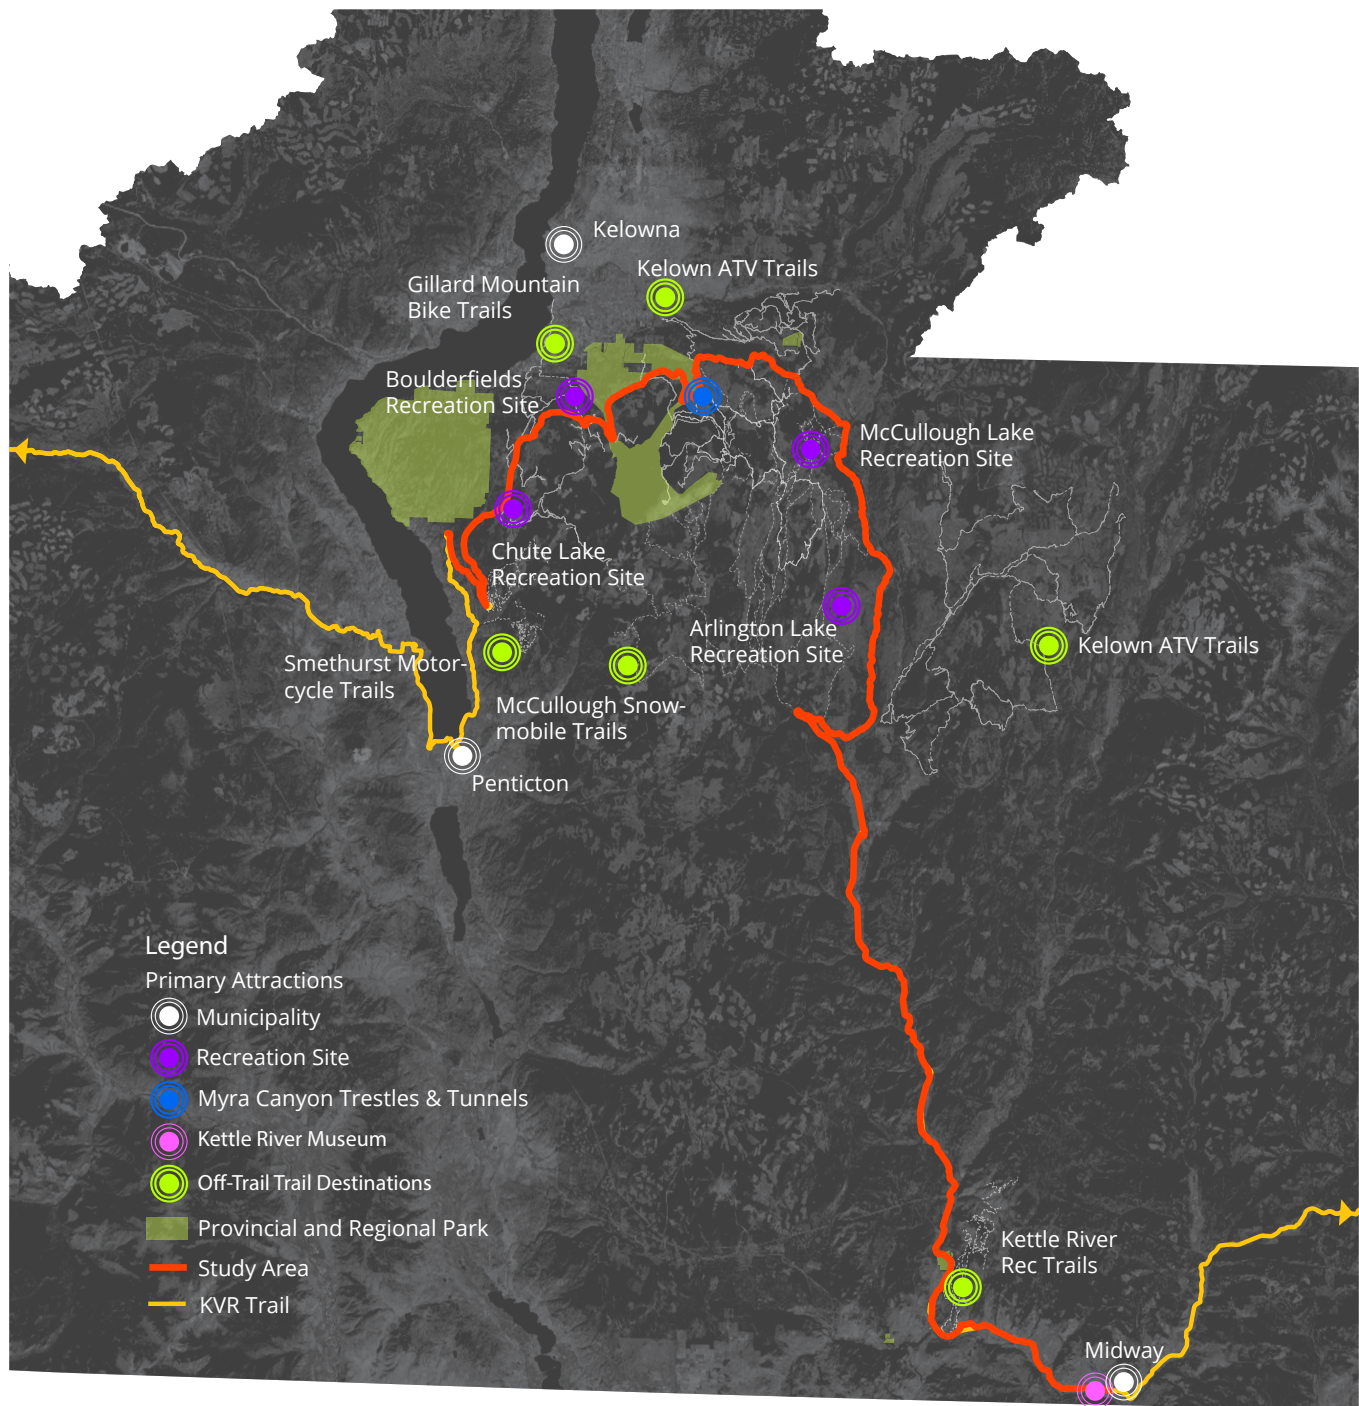 Kelowna
Kelown ATV Trails
Gillard Mountain
Bike Trails
Boulderfields
Recreation Site
McCullough Lake
Recreation Site
Chute Lake
Recreation Site
Arlington Lake
Recreation Site
Kelown ATV Trails
Smethurst Motor-
cycle Trails
McCullough Snow-
mobile Trails
Penticton
Legend
Primary Attractions
Municipality
Recreation Site
Myra Canyon Trestles & Tunnels
Kettle River Museum
Off-Trail Trail Destinations
Provincial and Regional Park
Study Area
KVR Trail
Kettle River
Rec Trails
Midway